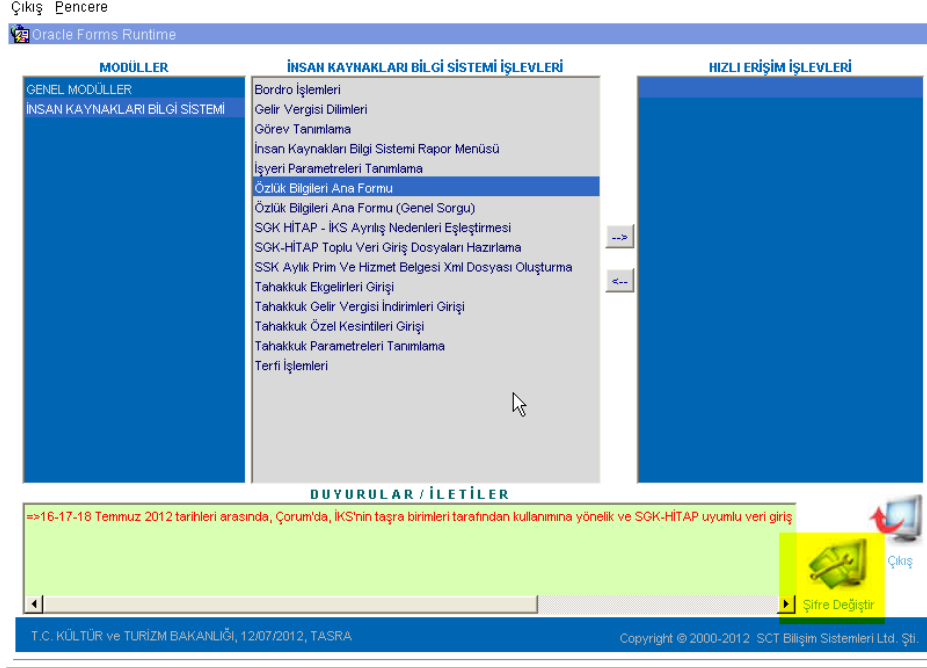 Çıkış Pencere
Oracle Forms Runtime
MODÜLLER
GENEL MODÜLLER
İNSAN KAYNAKLARI BİLGİ SİSTEMİ
İNSAN KAYNAKLARI BİLGİ SİSTEMİ İŞLEVLERİ
Bordro İşlemleri
Gelir Vergisi Dilimleri
Görev Tanımlama
İnsan Kaynakları Bilgi Sistemi Rapor Menüsü
İşyeri Parametreleri Tanımlama
Özlük Bilgileri Ana Formu
Özlük Bilgileri Ana Formu (Genel Sorgu)
SGK HİTAP - İKS Ayrılış Nedenleri Eşleştirmesi
SGK-HİTAP Toplu Veri Giriş Dosyaları Hazırlama
SSK Aylık Prim Ve Hizmet Belgesi Xml Dosyası Oluşturma
Tahakkuk Ekgelirleri Girişi
Tahakkuk Gelir Vergisi İndirimleri Girişi
Tahakkuk Özel Kesintileri Girişi
Tahakkuk Parametreleri Tanımlama
Terfi İşlemleri
-->
<--
HIZLI ERİŞİM İŞLEVLERİ
DUYURULAR / İLETİLER
=>16-17-18 Temmuz 2012 tarihleri arasında, Çorum'da, İKS'nin taşra birimleri tarafından kullanımına yönelik ve SGK-HİTAP uyumlu veri giriş
Çıkış
Şifre Değiştir
T.C. KÜLTÜR ve TURİZM BAKANLIĞI, 12/07/2012, TASRA
Copyright © 2000-2012 SCT Bilişim Sistemleri Ltd. Şti.